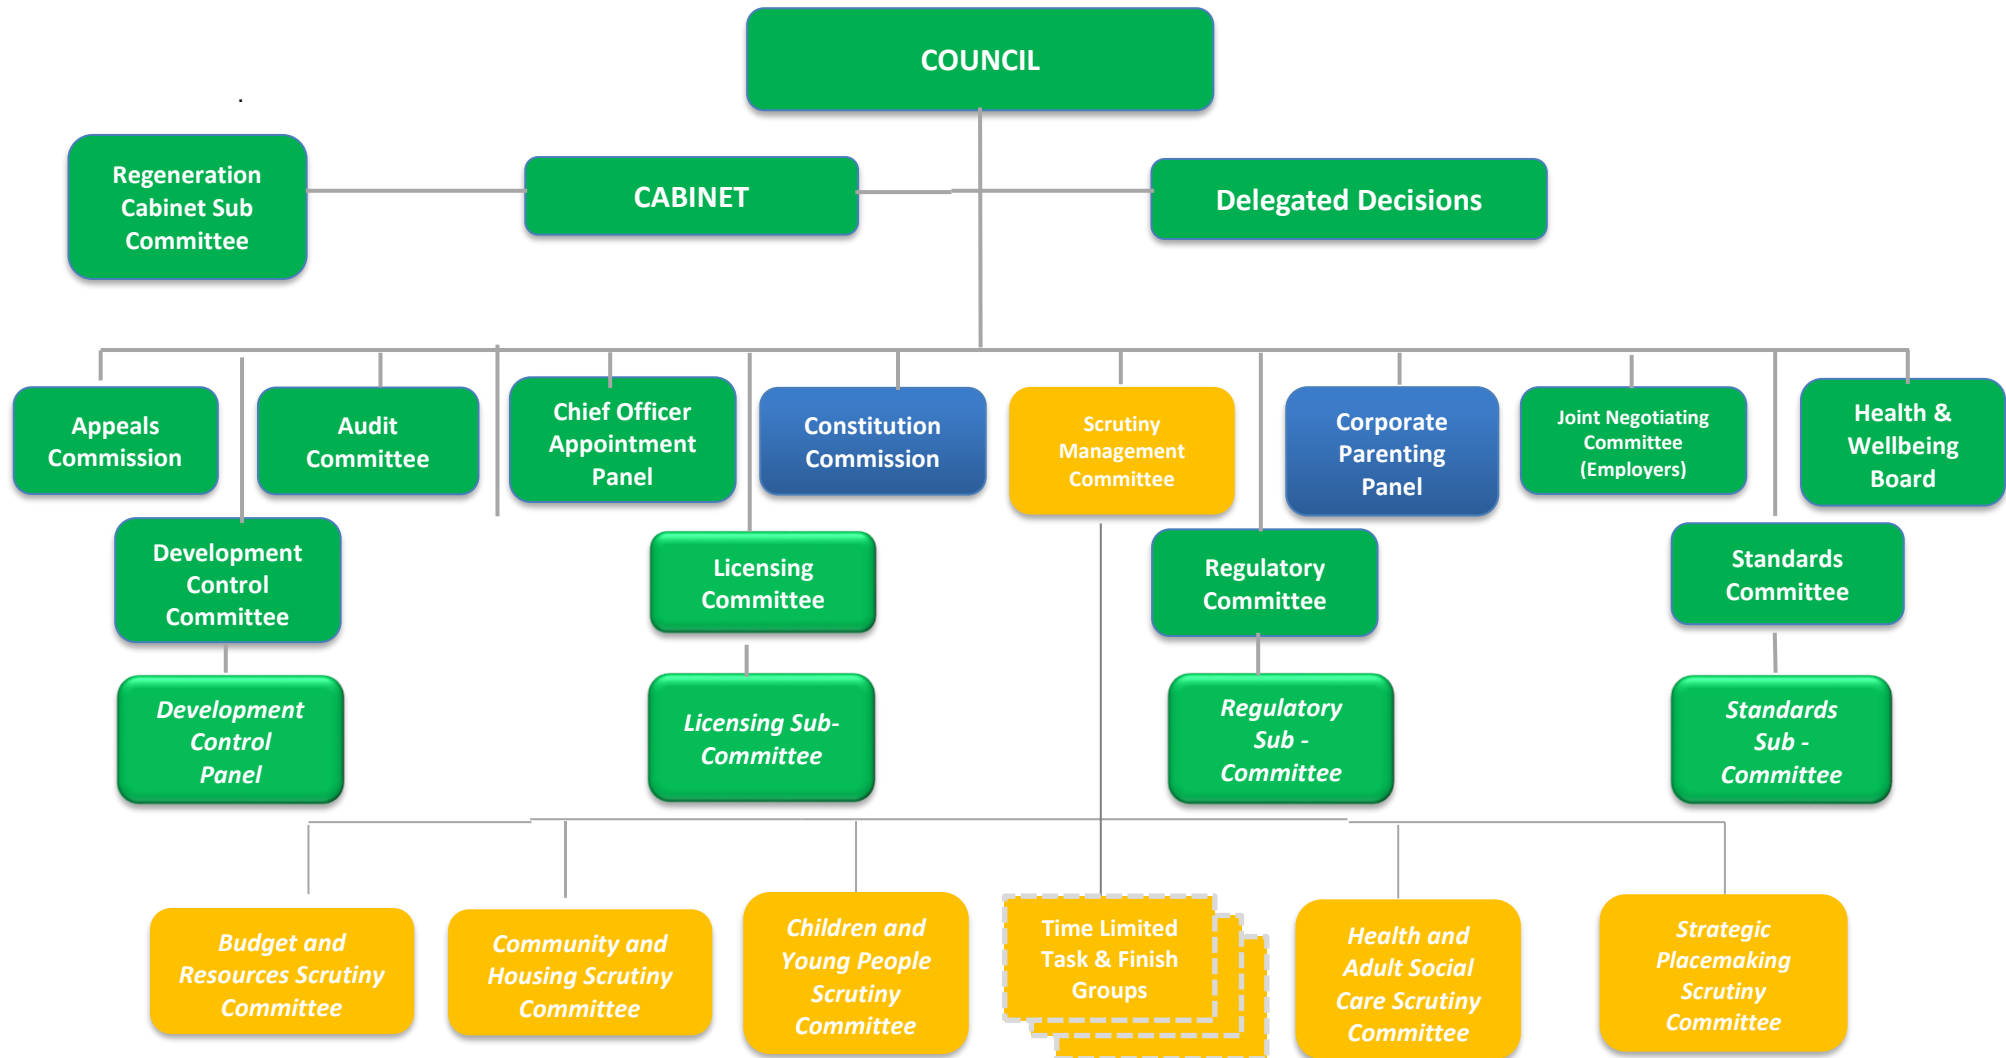 COUNCIL
.
Regeneration
Cabinet Sub
Committee
CABINET
Delegated Decisions
Appeals
Commission
Audit
Committee
Chief Officer
Appointment
Panel
Constitution
Commission
Scrutiny
Management
Committee
Corporate
Parenting
Panel
Joint Negotiating
Committee
(Employers)
Health &
Wellbeing
Board
Development
Control
Committee
Licensing
Committee
Regulatory
Committee
Standards
Committee
Development
Control
Panel
Licensing Sub-
Committee
Regulatory
Sub -
Committee
Standards
Sub -
Committee
Budget and
Resources Scrutiny
Committee
Community and
Housing Scrutiny
Committee
Children and
Young People
Scrutiny
Committee
Time Limited
Task & Finish
Groups
Health and
Adult Social
Care Scrutiny
Committee
Strategic
Placemaking
Scrutiny
Committee